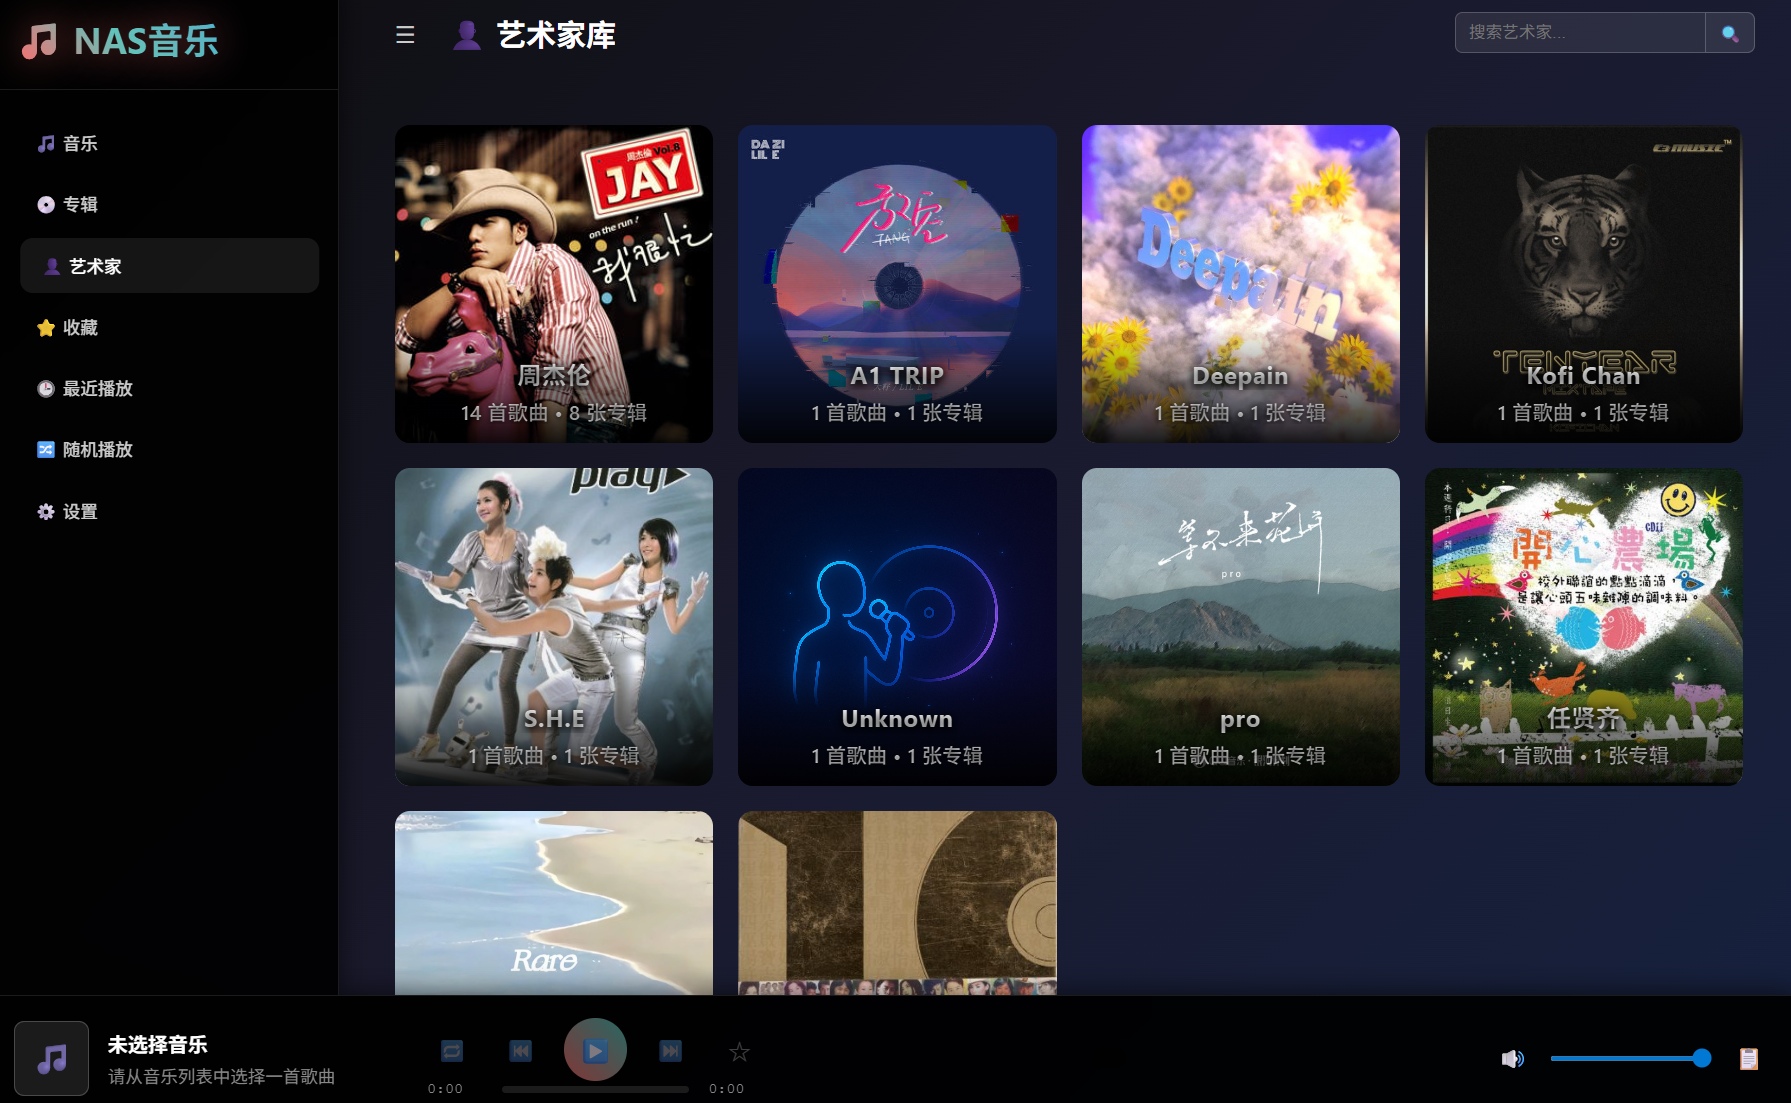 NAS音乐
艺术家库
搜索艺术家...
音乐
专辑
艺术家
收藏
最近播放
随机播放
设置
周杰倫 Vol.8
JAY
on the run!
我很忙
周杰伦
14 首歌曲 • 8 张专辑
DA ZI
LIL E
放空
A1 TRIP
1 首歌曲 • 1 张专辑
Deepain
Deepain
1 首歌曲 • 1 张专辑
TENYEAR
MIXTAPE
KOFICHAN
Kofi Chan
1 首歌曲 • 1 张专辑
play
S.H.E
1 首歌曲 • 1 张专辑
Unknown
1 首歌曲 • 1 张专辑
等不来花开
pro
pro
1 首歌曲 • 1 张专辑
CD11
開心農場
校外聯誼的點點滴滴，
是讓心頭五味雜陳的調味料。
任贤齐
1 首歌曲 • 1 张专辑
Rare
未选择音乐
请从音乐列表中选择一首歌曲
0:00
0:00